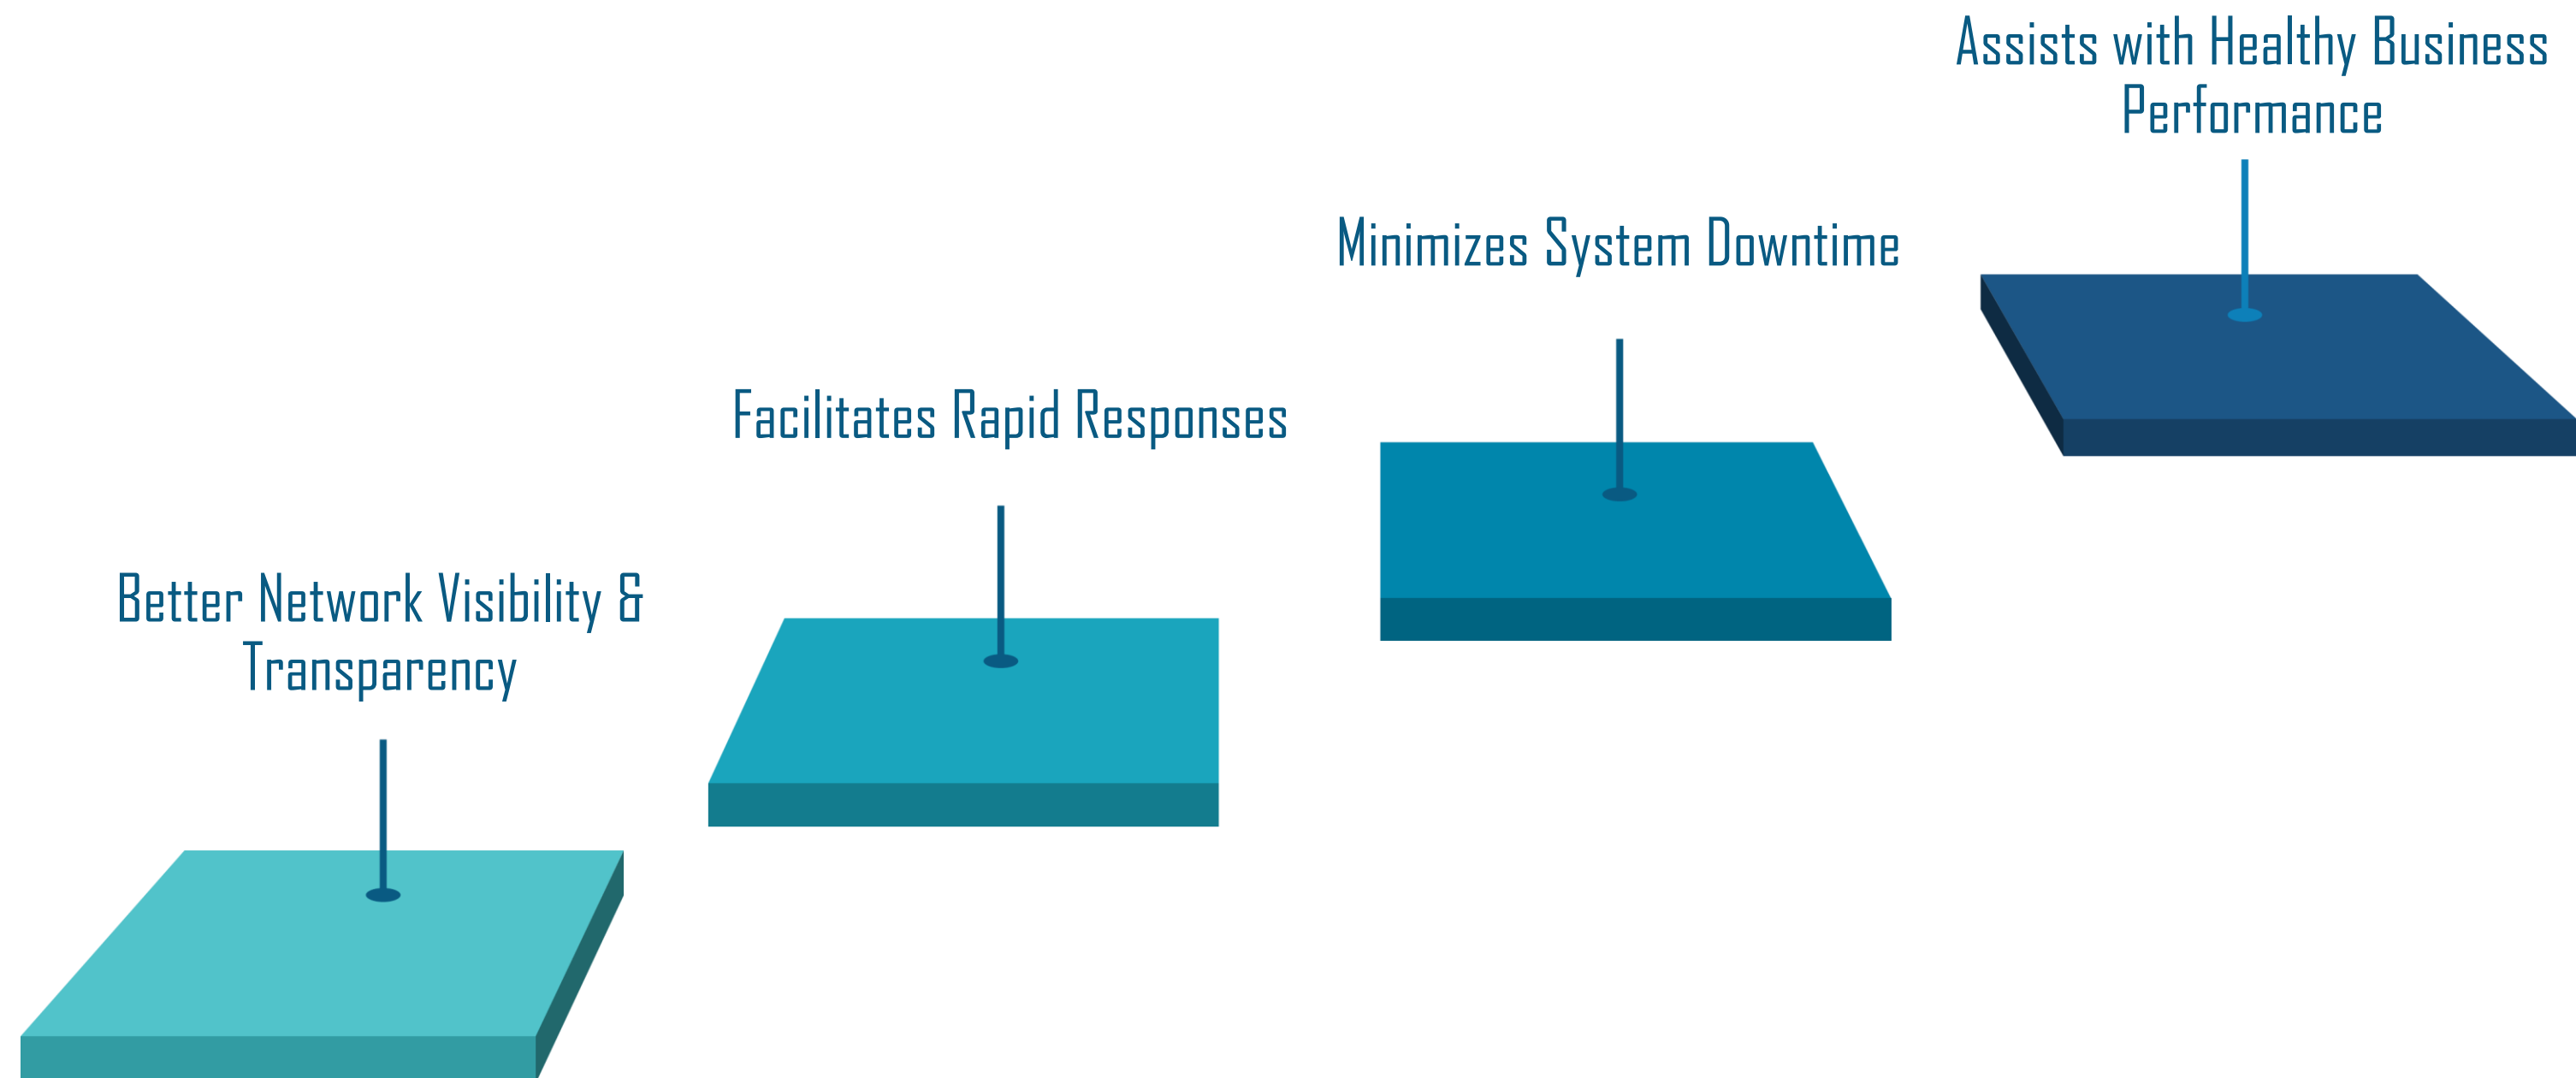 Assists with Healthy Business
Performance
Minimizes System Downtime
Facilitates Rapid Responses
Better Network Visibility &
Transparency